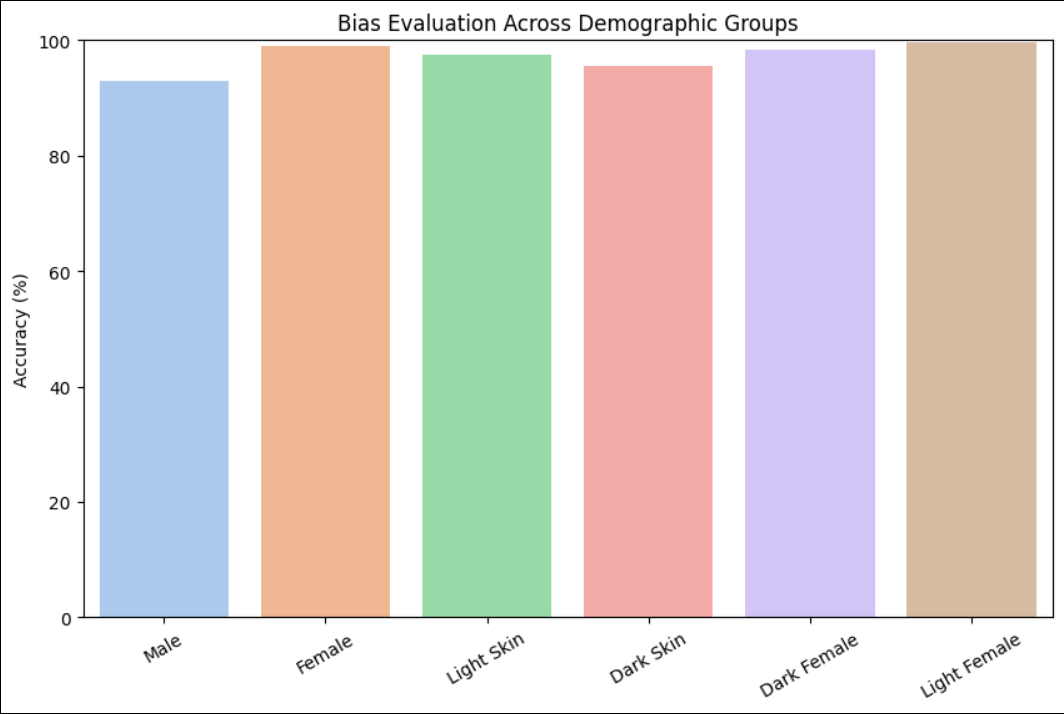 Bias Evaluation Across Demographic Groups
Accuracy (%)
100
80
60
40
20
0
Male
Female
Light Skin
Dark Skin
Dark Female
Light Female